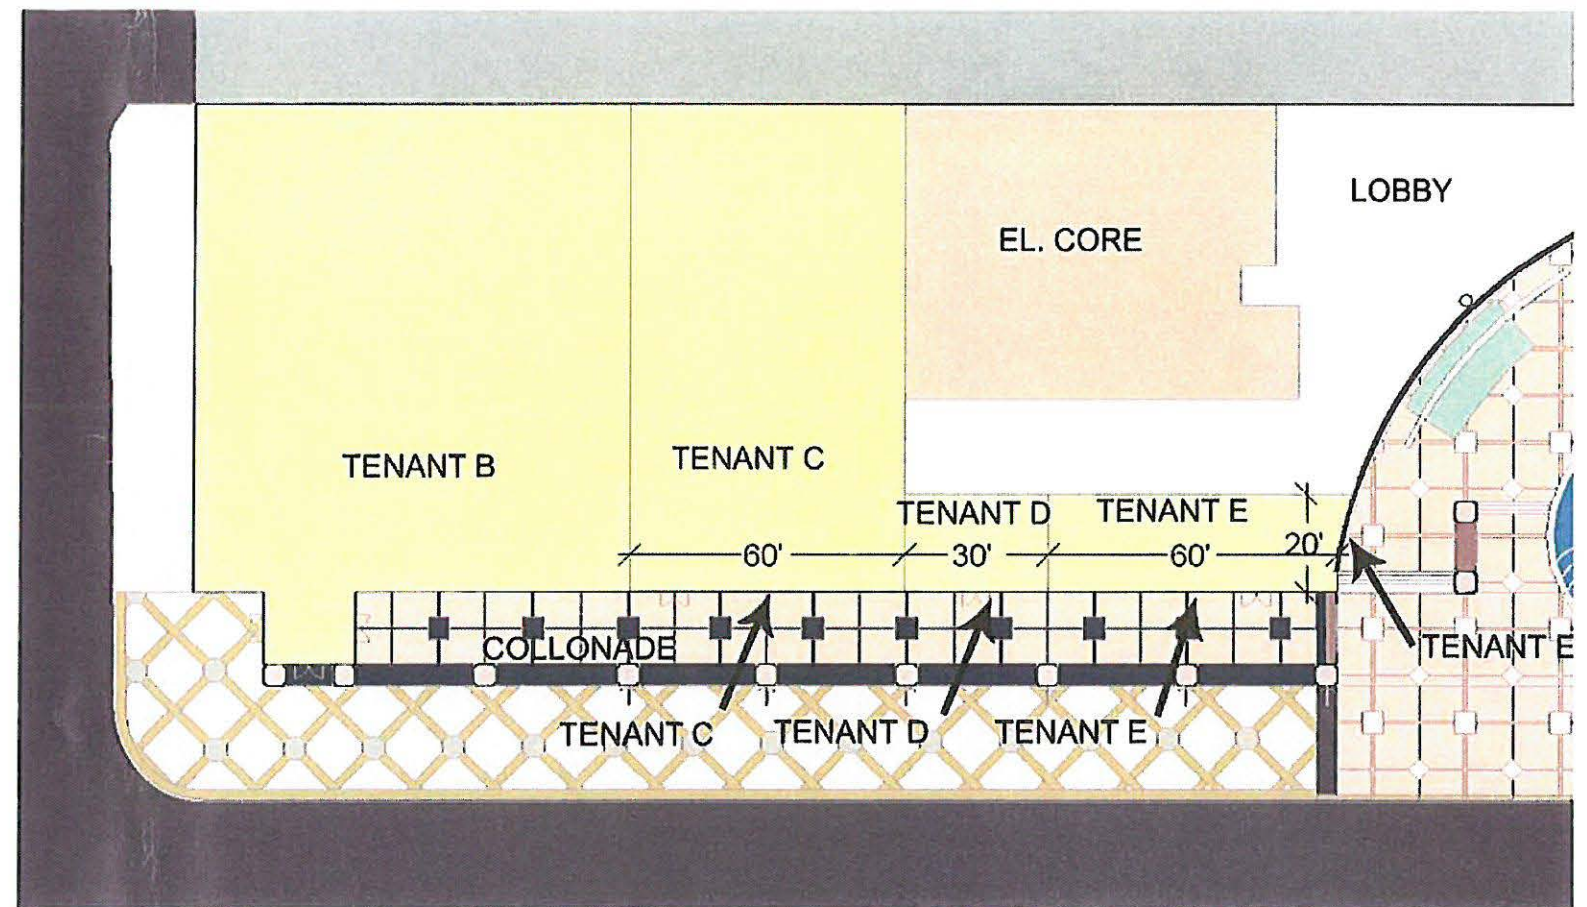 LOBBY
EL. CORE
TENANT B
TENANT C
TENANT D
TENANT E
60'
30'
60'
20'
COLLONADE
TENANT E
TENANT C
TENANT D
TENANT E